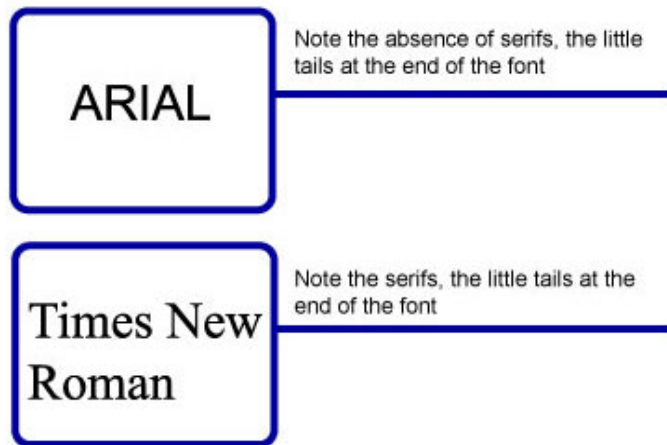 ARIAL
Note the absence of serifs, the little
tails at the end of the font
Times New
Roman
Note the serifs, the little tails at the
end of the font